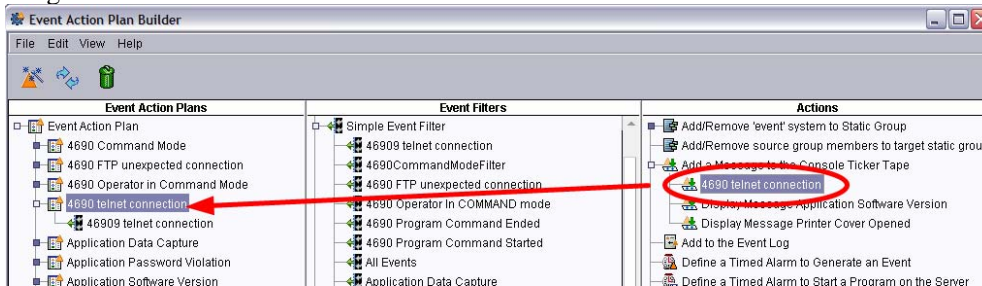 Event Action Plan Builder
File Edit View Help
Event Action Plans
Event Action Plan
4690 Command Mode
4690 FTP unexpected connection
4690 Operator in Command Mode
4690 telnet connection
46909 telnet connection
Application Data Capture
Application Password Violation
Application Software Version
Event Filters
Simple Event Filter
46909 telnet connection
4690CommandModeFilter
4690 FTP unexpected connection
4690 Operator In COMMAND mode
4690 Program Command Ended
4690 Program Command Started
All Events
Application Data Capture
Actions
Add/Remove 'event' system to Static Group
Add/Remove source group members to target static grou
Add a Message to the Console Ticker Tape
4690 telnet connection
Display Message Application Software Version
Display Message Printer Cover Opened
Add to the Event Log
Define a Timed Alarm to Generate an Event
Define a Timed Alarm to Start a Program on the Server